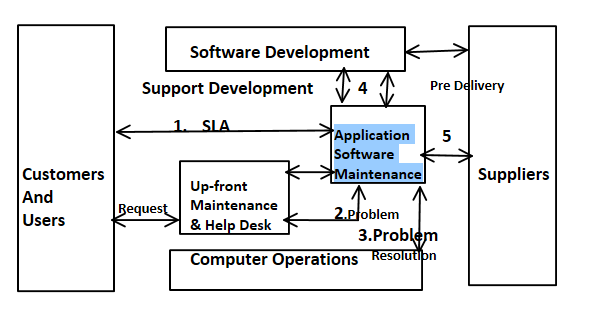 Software Development
Support Development
4
Pre Delivery
1. SLA
Application
Software
Maintenance
5
Customers
And
Users
Up-front
Maintenance
& Help Desk
Suppliers
Request
2.Problem
3.Problem
Resolution
Computer Operations